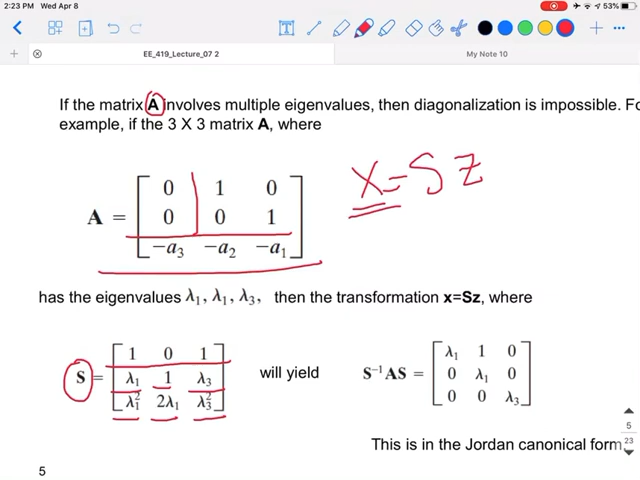 2:23 PM Wed Apr 8
53%
EE_419_Lecture_07 2
My Note 10
If the matrix A involves multiple eigenvalues, then diagonalization is impossible. Fo
example, if the 3 X 3 matrix A, where
x = S z
0 1 0
A = 0 0 1
-a₃ -a₂ -a₁
has the eigenvalues λ₁, λ₁, λ₃, then the transformation x=Sz, where
1 0 1
S = λ₁ 1 λ₃
λ₁² 2λ₁ λ₃²
will yield
λ₁ 1 0
S⁻¹AS = 0 λ₁ 0
0 0 λ₃
This is in the Jordan canonical form
5
23
5